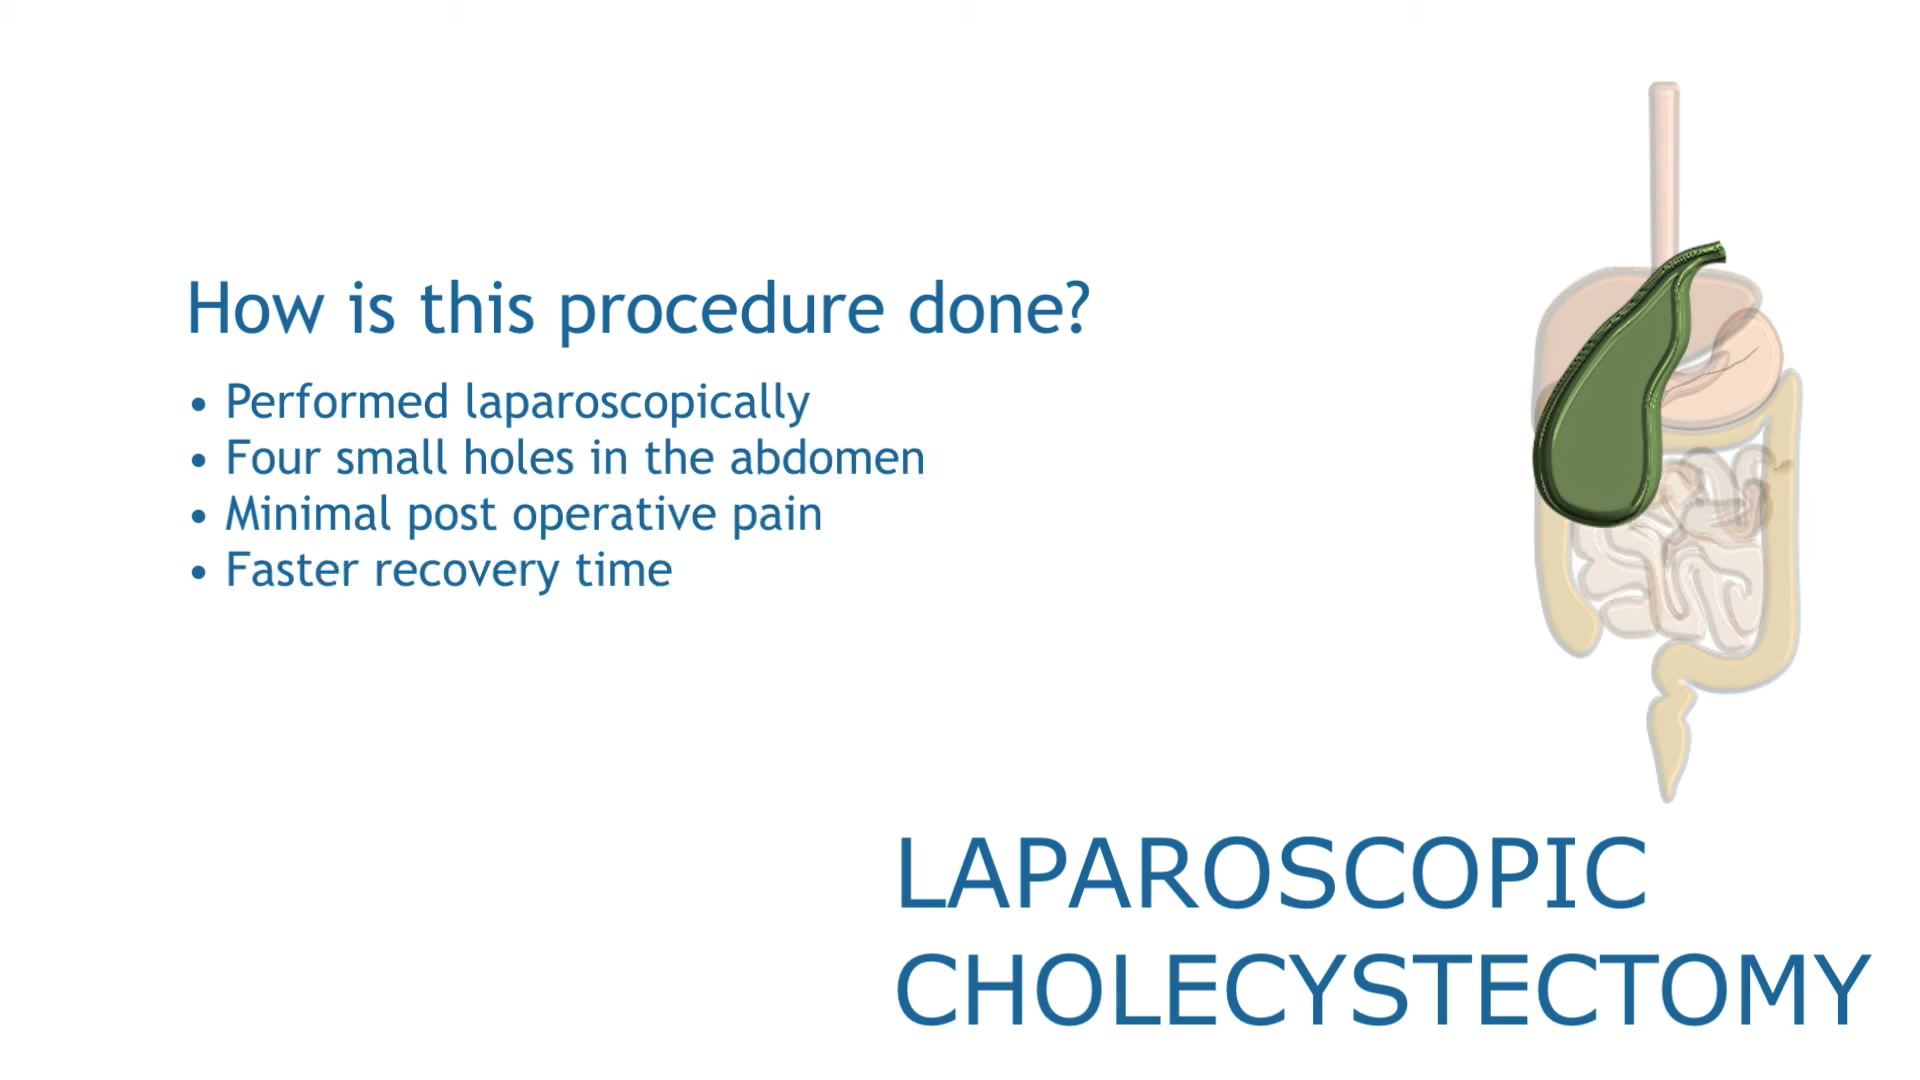 How is this procedure done?
• Performed laparoscopically
• Four small holes in the abdomen
• Minimal post operative pain
• Faster recovery time
LAPAROSCOPIC
CHOLECYSTECTOMY